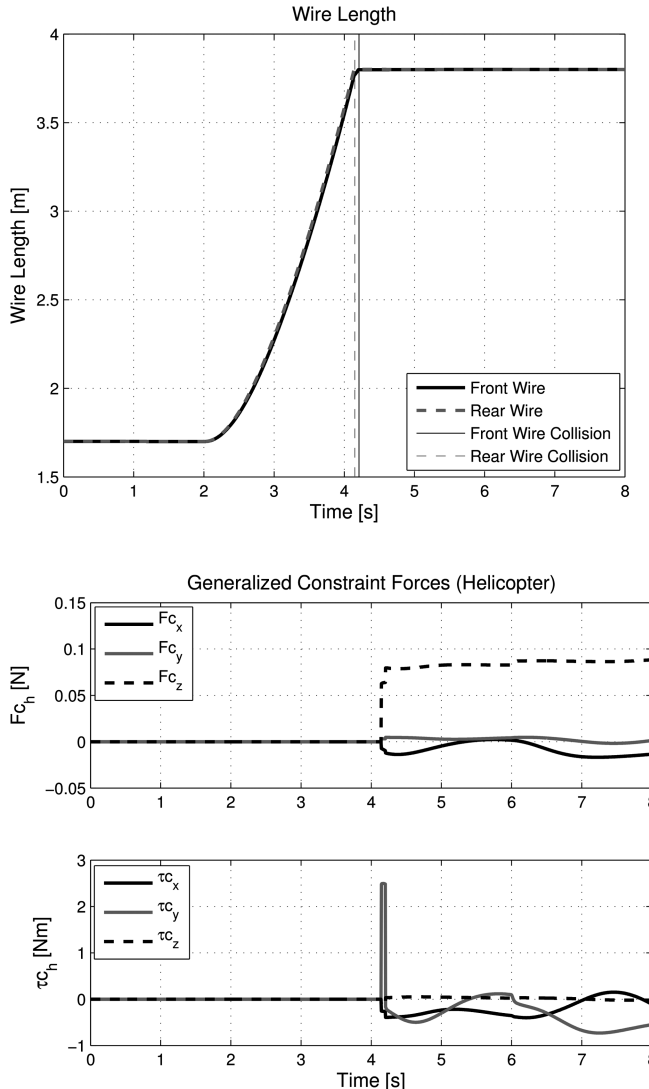 Wire Length
4
3.5
3
2.5
2
1.5
Wire Length [m]
Front Wire
Rear Wire
Front Wire Collision
Rear Wire Collision
0 1 2 3 4 5 6 7 8
Time [s]
Generalized Constraint Forces (Helicopter)
0.15
0.1
0.05
0
−0.05
Fc_h [N]
Fc_x
Fc_y
Fc_z
0 1 2 3 4 5 6 7 8
3
2
1
0
−1
τc_h [Nm]
τc_x
τc_y
τc_z
0 1 2 3 4 5 6 7 8
Time [s]